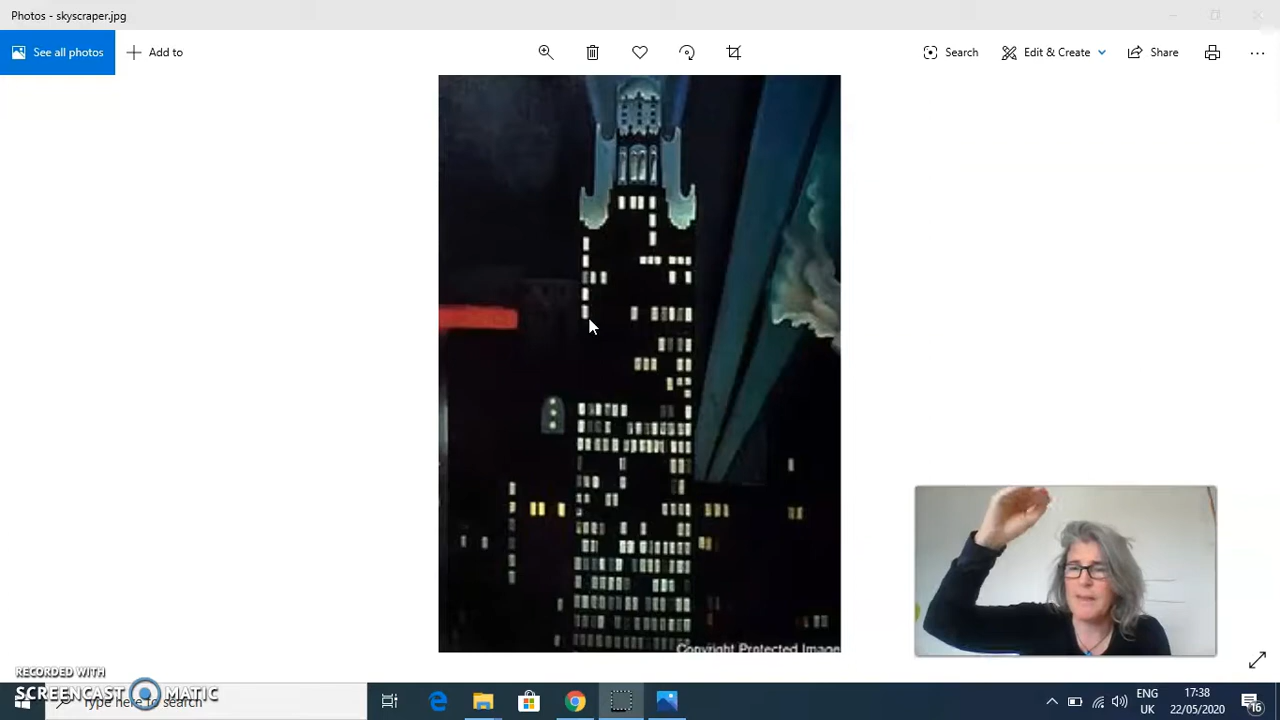 Photos - skyscraper.jpg
See all photos
Add to
Search
Edit & Create
Share
Copyright Protected Image
RECORDED WITH
SCREENCAST MATIC
Type here to search
ENG
UK
17:38
22/05/2020
16